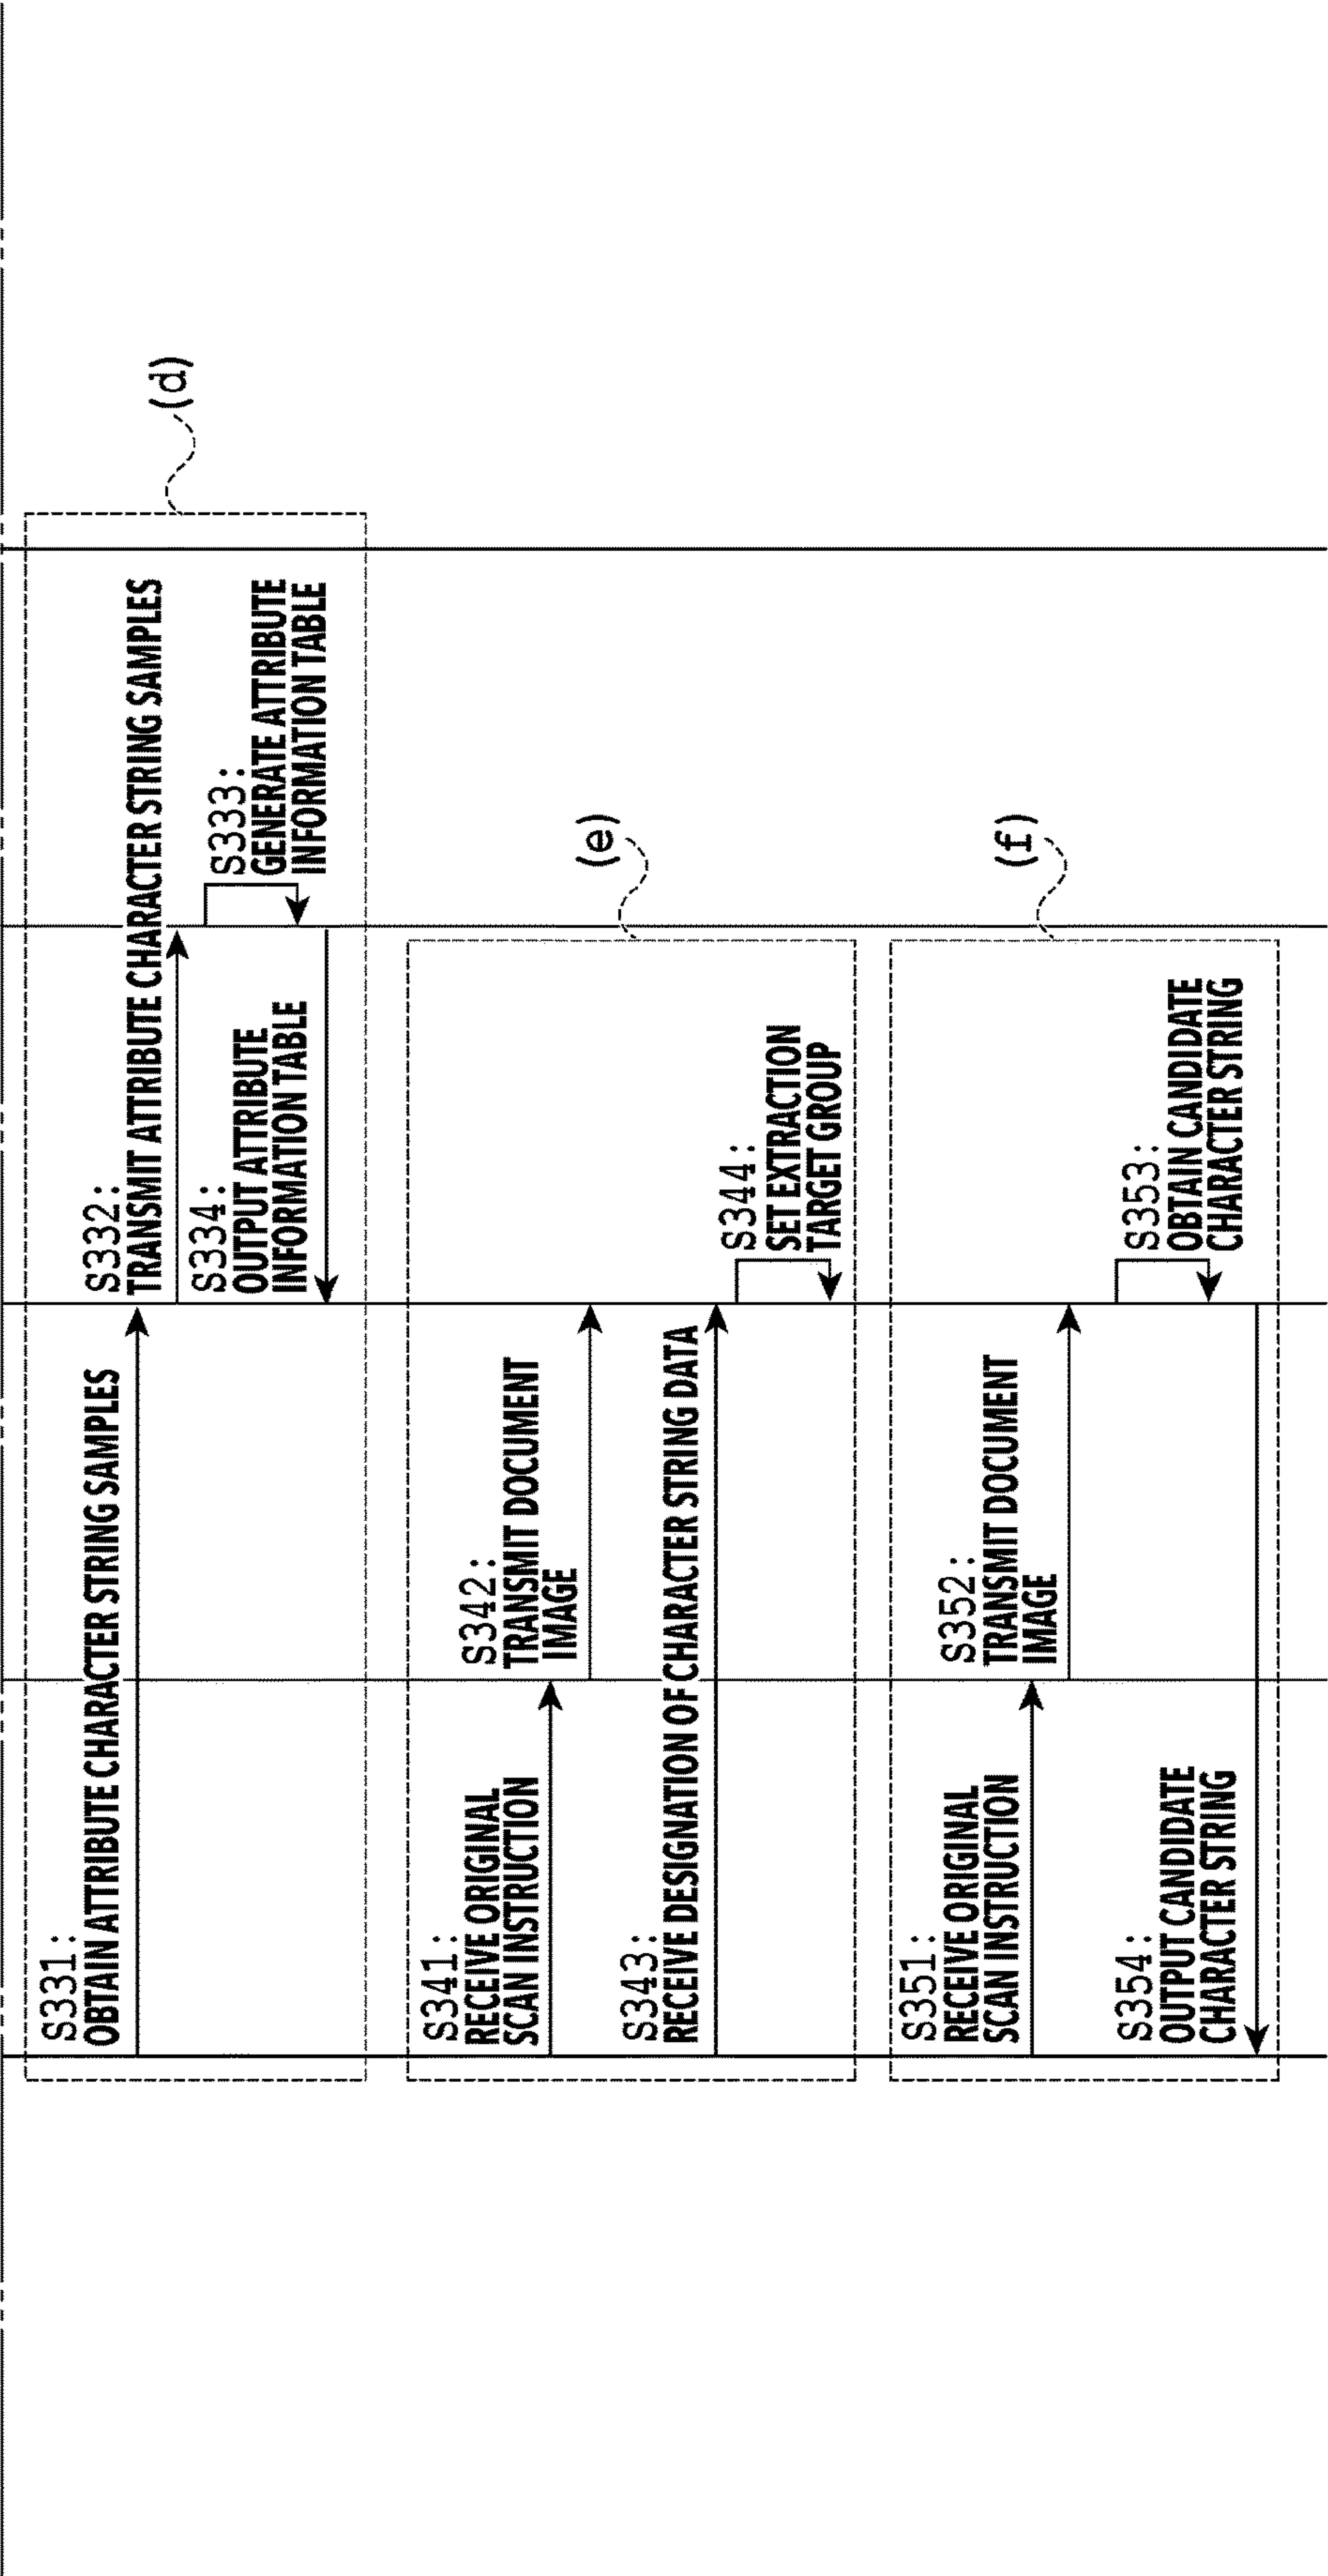 S331:
OBTAIN ATTRIBUTE CHARACTER STRING SAMPLES
S332:
TRANSMIT ATTRIBUTE CHARACTER STRING SAMPLES
S333:
GENERATE ATTRIBUTE
INFORMATION TABLE
S334:
OUTPUT ATTRIBUTE
INFORMATION TABLE
(d)
S341:
RECEIVE ORIGINAL
SCAN INSTRUCTION
S342:
TRANSMIT DOCUMENT
IMAGE
S343:
RECEIVE DESIGNATION OF CHARACTER STRING DATA
S344:
SET EXTRACTION
TARGET GROUP
(e)
S351:
RECEIVE ORIGINAL
SCAN INSTRUCTION
S352:
TRANSMIT DOCUMENT
IMAGE
S353:
OBTAIN CANDIDATE
CHARACTER STRING
S354:
OUTPUT CANDIDATE
CHARACTER STRING
(f)